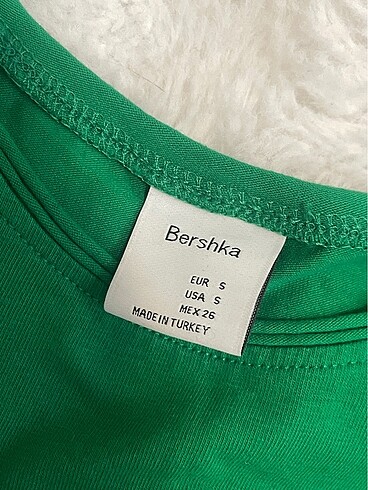 Bershka
EUR S
USA S
MEX 26
MADE IN TURKEY